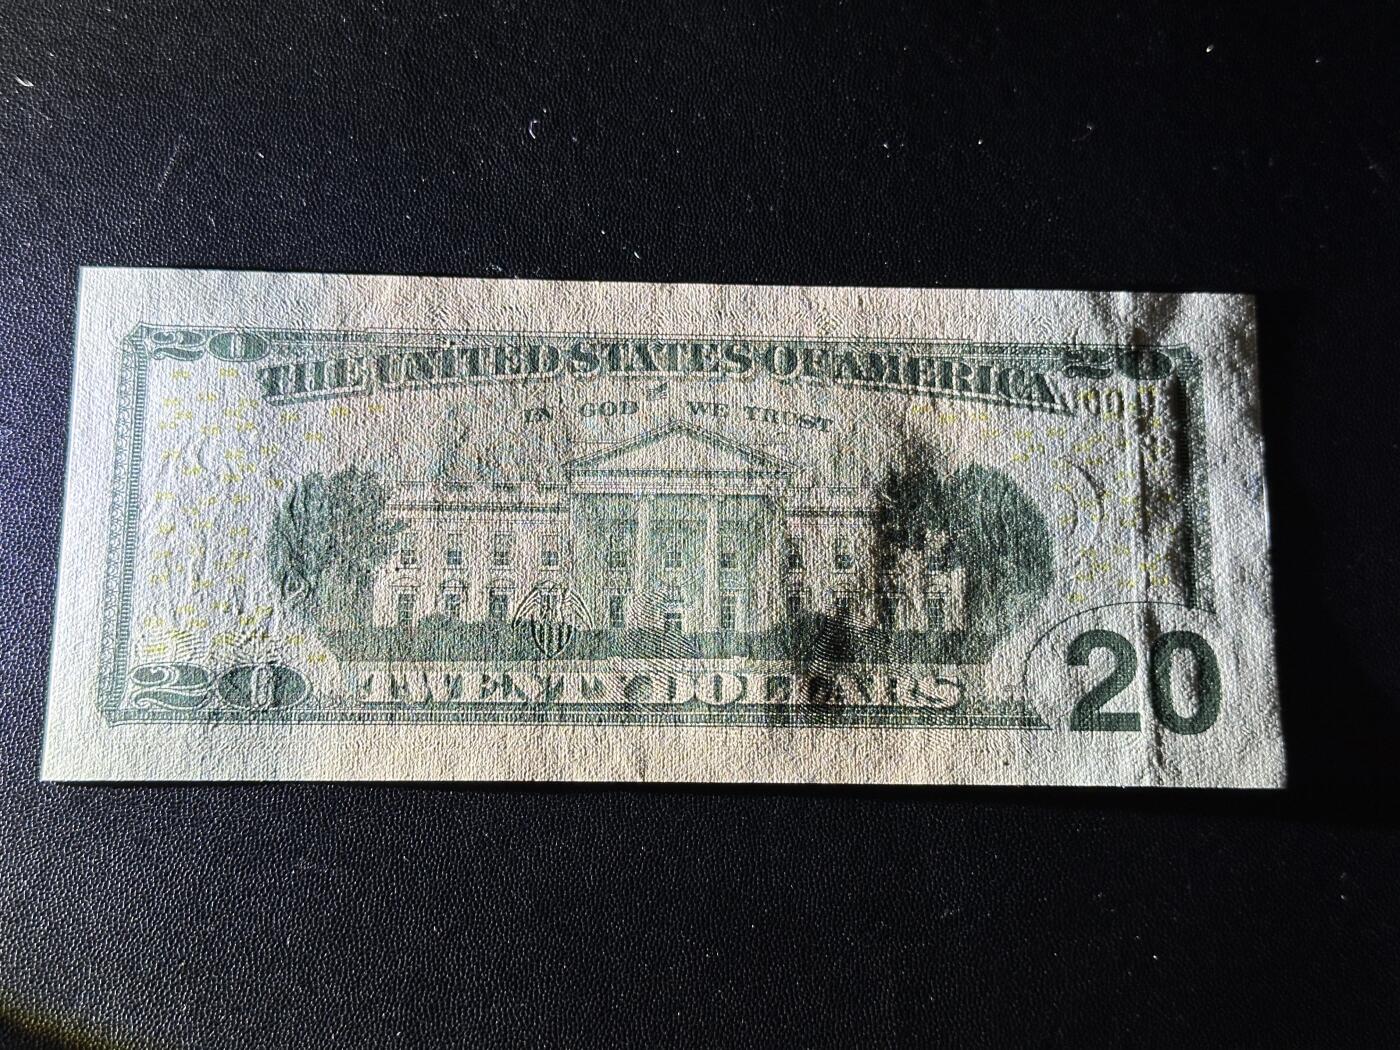 20 THE UNITED STATES OF AMERICA 20
IN GOD WE TRUST
20 TWENTY DOLLARS 20